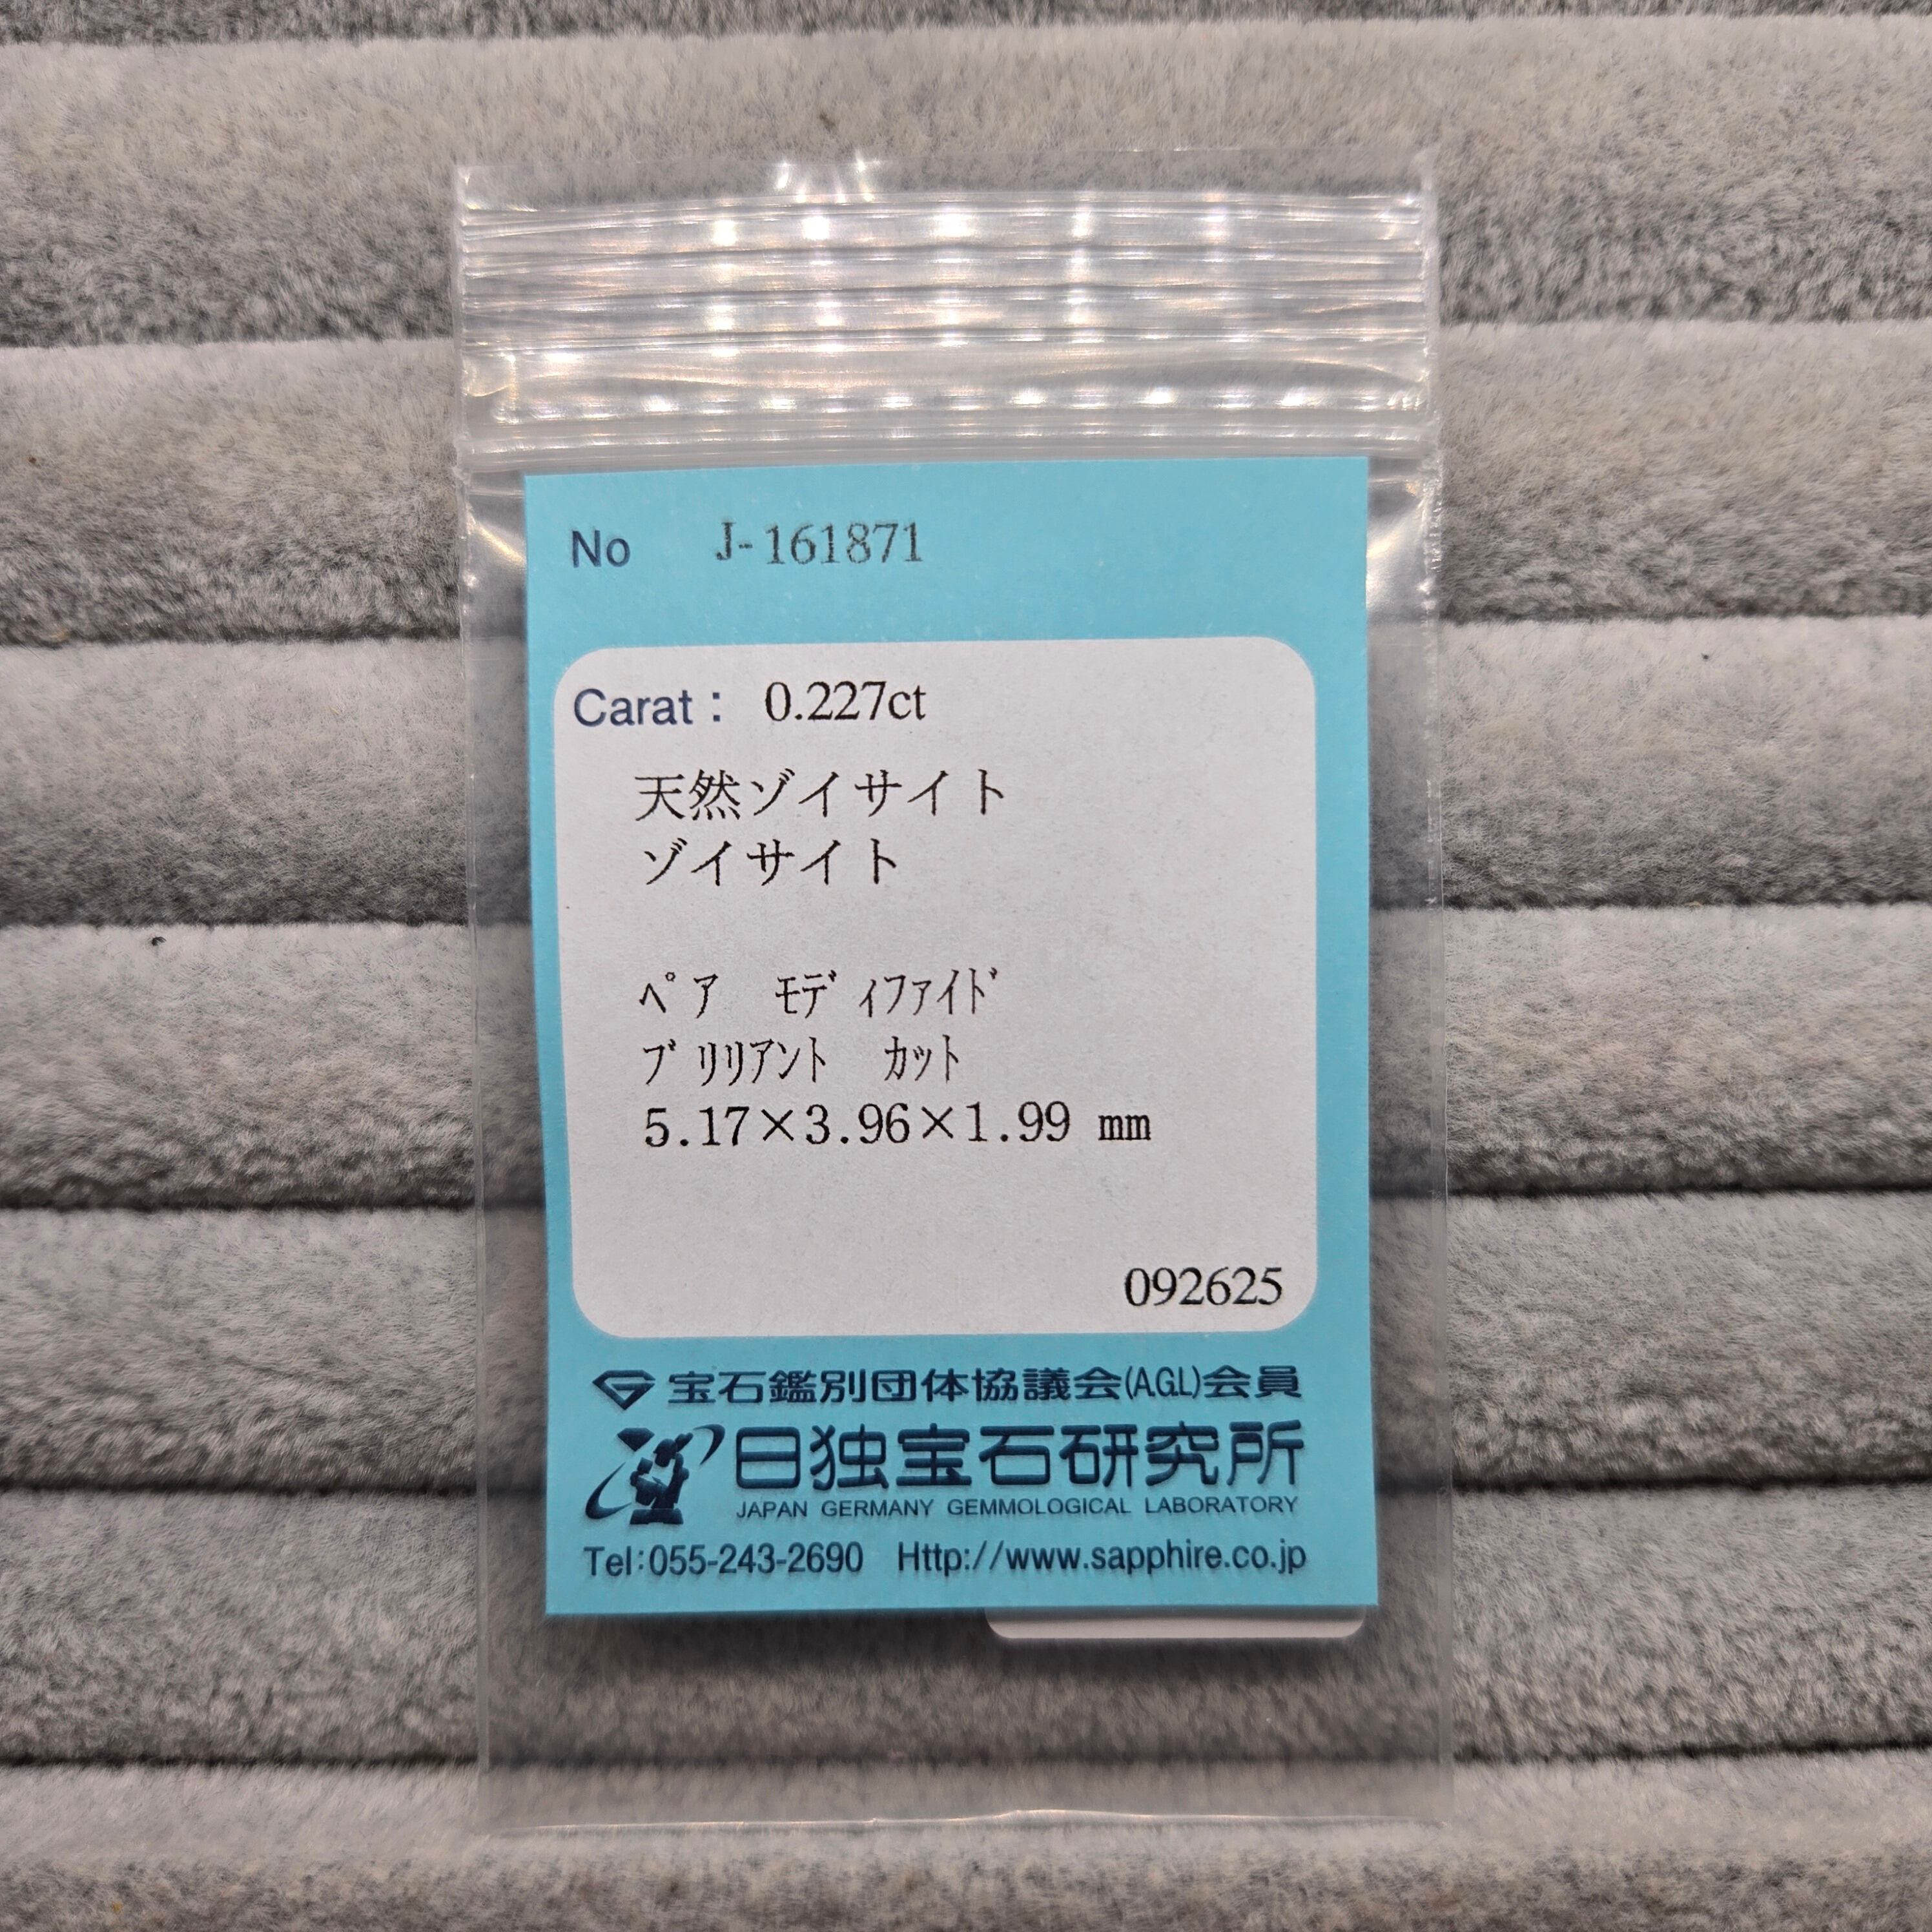 No J-161871
Carat： 0.227ct
天然ゾイサイト
ゾイサイト
ﾍﾟｱ ﾓﾃﾞｨﾌｧｲﾄﾞ
ﾌﾞﾘﾘｱﾝﾄ ｶｯﾄ
5.17×3.96×1.99 mm
092625
宝石鑑別団体協議会(A.G.L)会員
日独宝石研究所
JAPAN GERMANY GEMMOLOGICAL LABORATORY
Tel:055-243-2690 Http://www.sapphire.co.jp